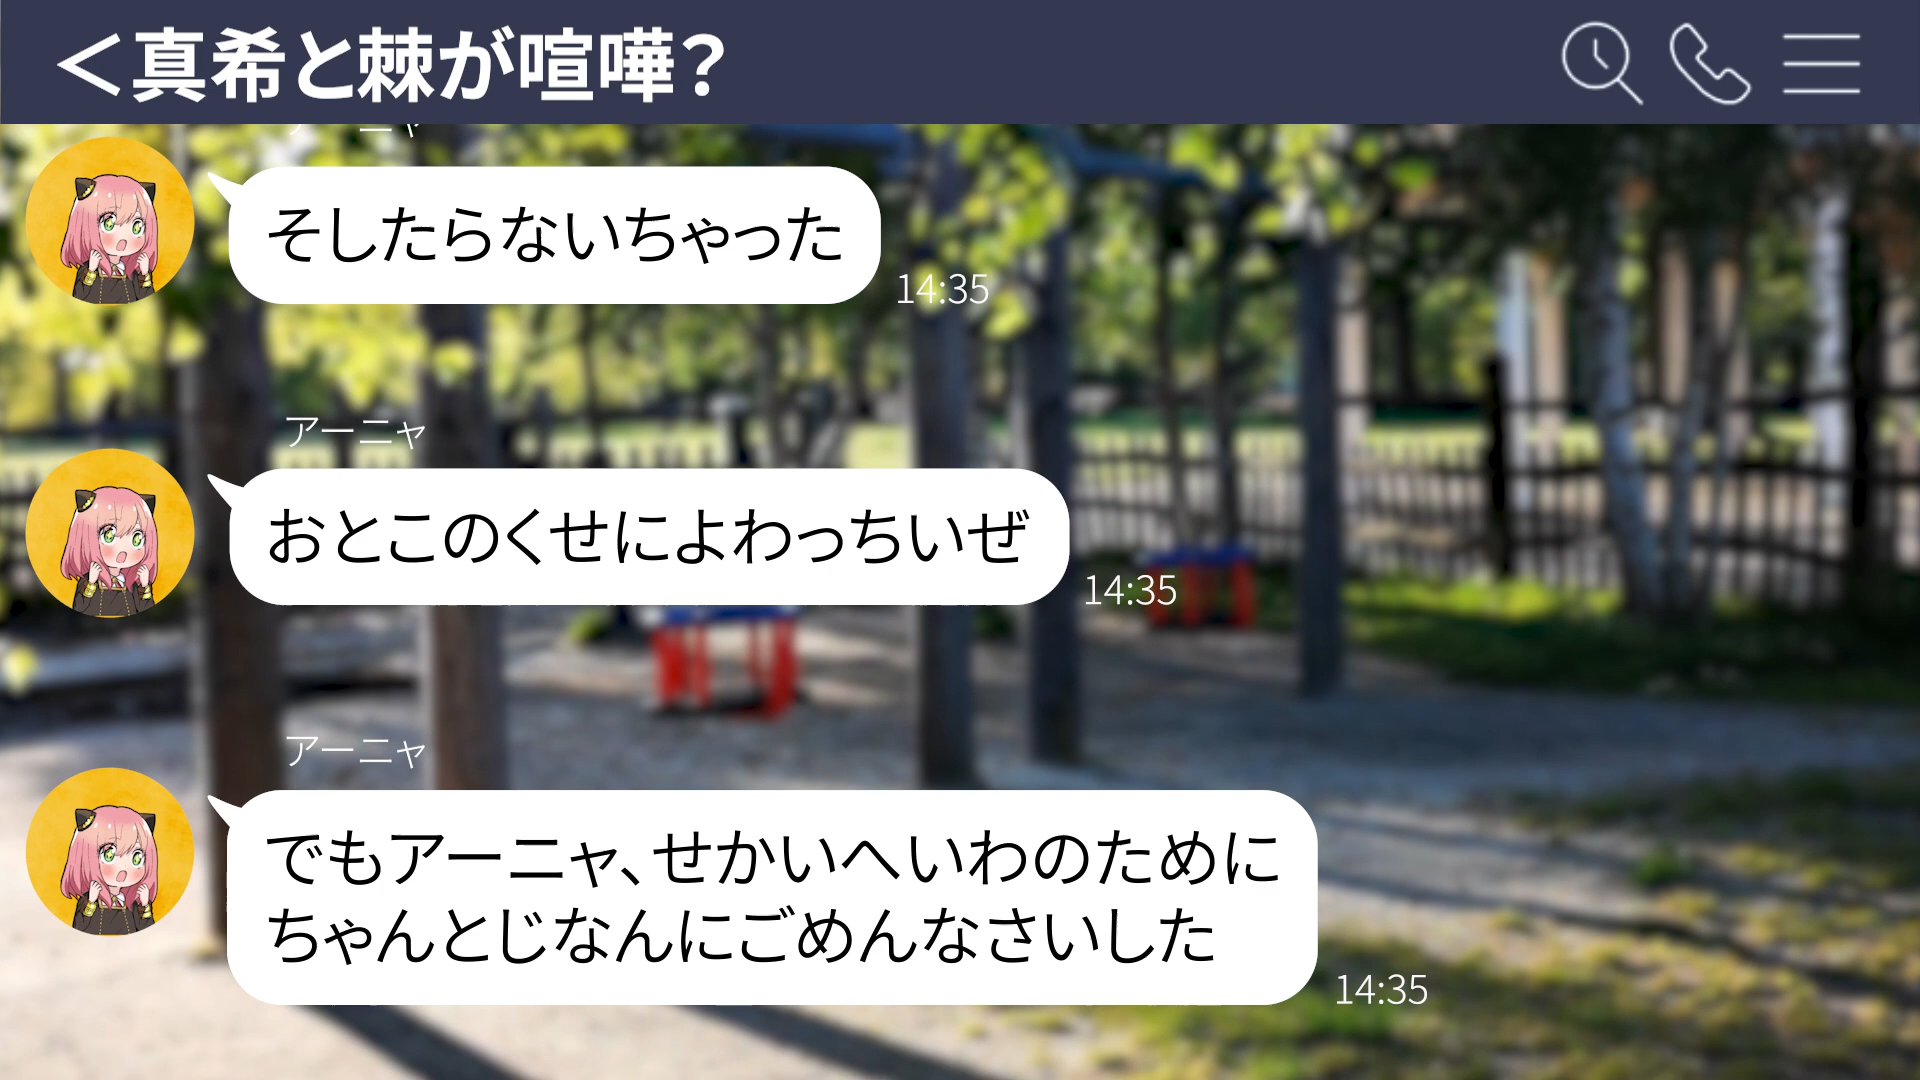 ＜真希と棘が喧嘩？
アーニャ
そしたらないちゃった
14:35
アーニャ
おとこのくせによわっちいぜ
14:35
アーニャ
でもアーニャ、せかいへいわのために
ちゃんとじなんにごめんなさいした
14:35